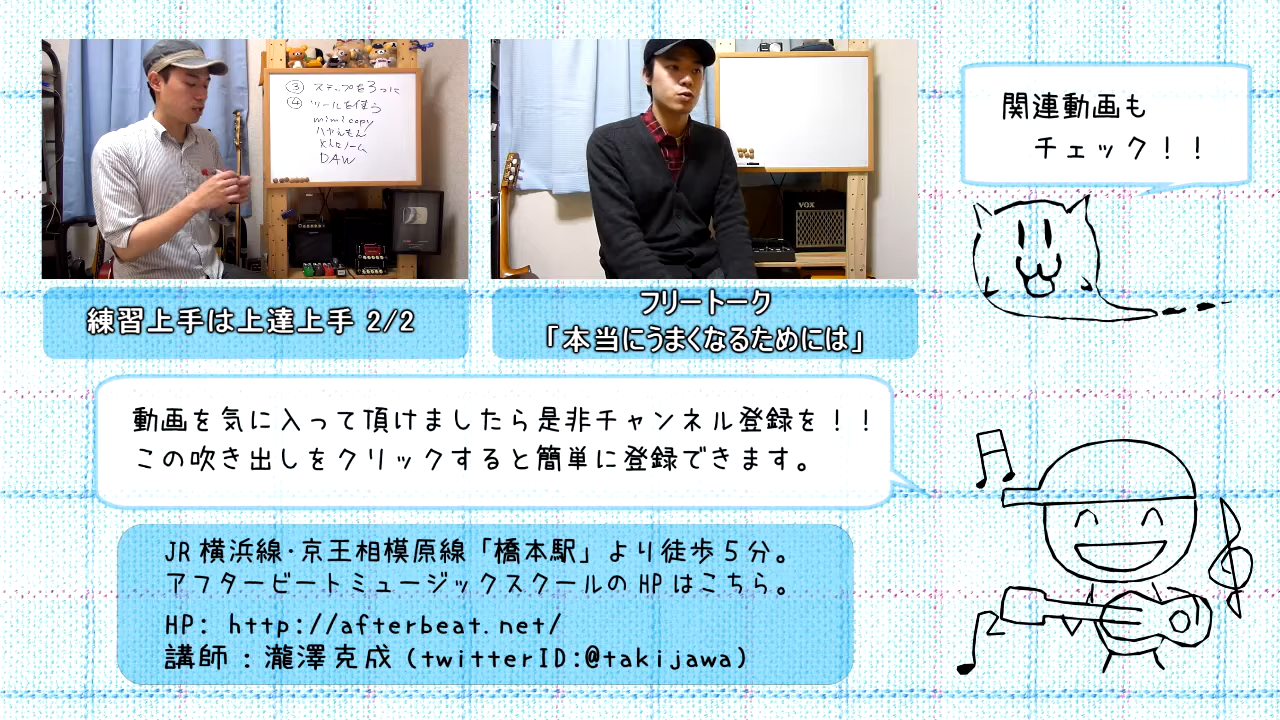 ③ ステップを3つに
④ ツールを使う
mimicopy
ハヤえもん
DAW
VOX
関連動画も
チェック！！
練習上手は上達上手 2/2
フリートーク
「本当にうまくなるためには」
動画を気に入って頂けましたら是非チャンネル登録を！！
この吹き出しをクリックすると簡単に登録できます。
JR 横浜線･京王相模原線「橋本駅」より徒歩５分。
アフタービートミュージックスクールの HP はこちら。
HP: http://afterbeat.net/
講師：瀧澤克成 (twitterID:@takijawa)